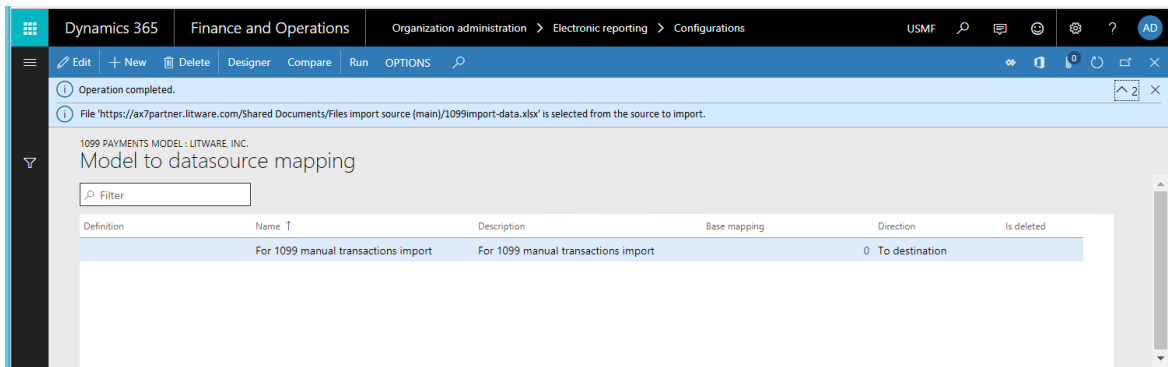 Dynamics 365 Finance and Operations Organization administration > Electronic reporting > Configurations USMF ? AD
Edit + New Delete Designer Compare Run OPTIONS 0
Operation completed. 2
File 'https://ax7partner.litware.com/Shared Documents/Files import source (main)/1099import-data.xlsx' is selected from the source to import.
1099 PAYMENTS MODEL : LITWARE, INC.
Model to datasource mapping
Filter
Definition Name ↑ Description Base mapping Direction Is deleted
For 1099 manual transactions import For 1099 manual transactions import 0 To destination